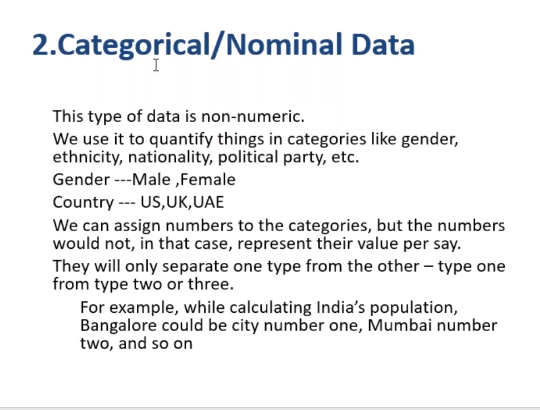 2.Categorical/Nominal Data
This type of data is non-numeric.
We use it to quantify things in categories like gender,
ethnicity, nationality, political party, etc.
Gender ---Male ,Female
Country --- US,UK,UAE
We can assign numbers to the categories, but the numbers
would not, in that case, represent their value per say.
They will only separate one type from the other – type one
from type two or three.
For example, while calculating India’s population,
Bangalore could be city number one, Mumbai number
two, and so on